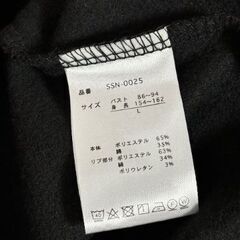 品番 SSN-0025
サイズ バスト 86~94
身長 154~162
L
本体 ポリエステル 65%
綿 35%
リブ部分 ポリエステル 63%
綿 34%
ポリウレタン 3%